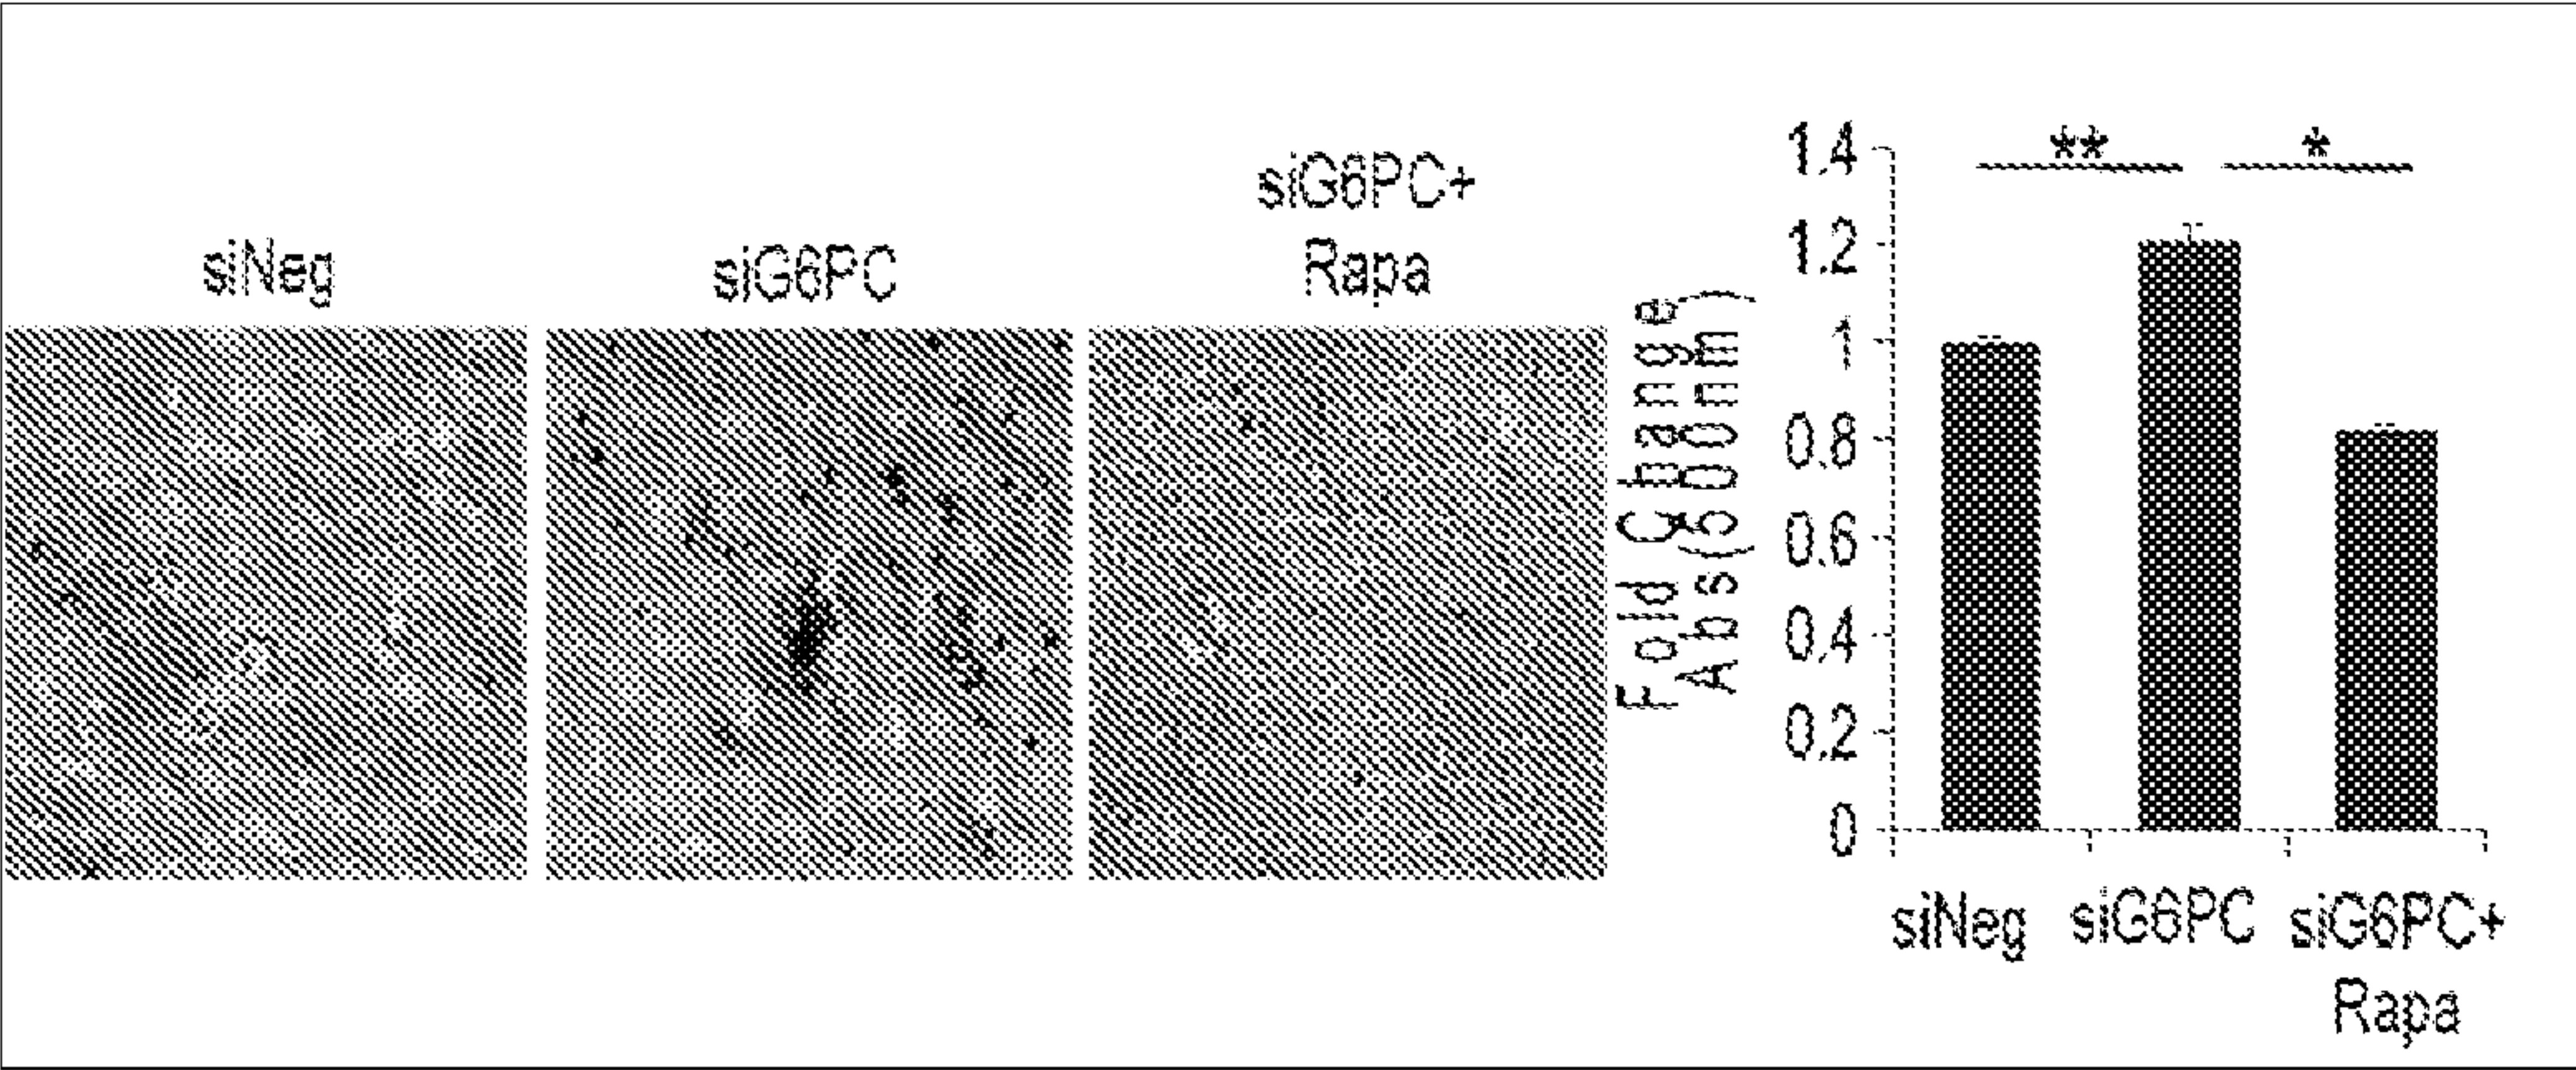 siNeg
siG6PC
siG6PC+
Rapa
Fold Change
Abs(500nm)
1.4
1.2
1
0.8
0.6
0.4
0.2
0
** *
siNeg siG6PC siG6PC+
Rapa